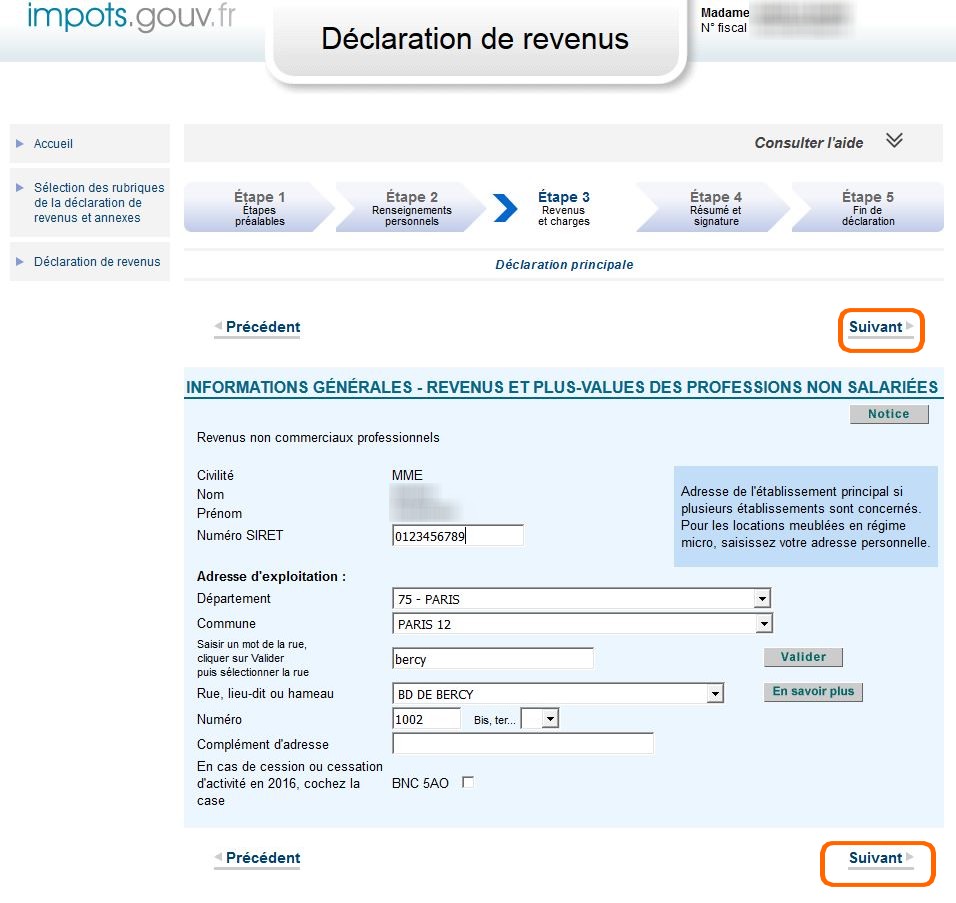 impots.gouv.fr
Déclaration de revenus
Madame
N° fiscal
Accueil
Sélection des rubriques
de la déclaration de
revenus et annexes
Déclaration de revenus
Consulter l'aide
Étape 1
Étapes
préalables
Étape 2
Renseignements
personnels
Étape 3
Revenus
et charges
Étape 4
Résumé et
signature
Étape 5
Fin de
déclaration
Déclaration principale
Précédent
Suivant
INFORMATIONS GÉNÉRALES - REVENUS ET PLUS-VALUES DES PROFESSIONS NON SALARIÉES
Notice
Revenus non commerciaux professionnels
Civilité MME
Nom
Prénom
Numéro SIRET 0123456789
Adresse de l'établissement principal si
plusieurs établissements sont concernés.
Pour les locations meublées en régime
micro, saisissez votre adresse personnelle.
Adresse d'exploitation :
Département 75 - PARIS
Commune PARIS 12
Saisir un mot de la rue,
cliquer sur Valider
puis sélectionner la rue
bercy
Valider
Rue, lieu-dit ou hameau BD DE BERCY
En savoir plus
Numéro 1002 Bis, ter...
Complément d'adresse
En cas de cession ou cessation
d'activité en 2016, cochez la
case
BNC 5AO
Précédent
Suivant